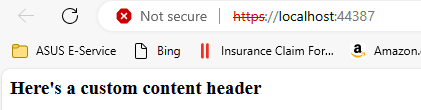 Not secure https://localhost:44387
ASUS E-Service Bing Insurance Claim For... Amazon.c
Here's a custom content header